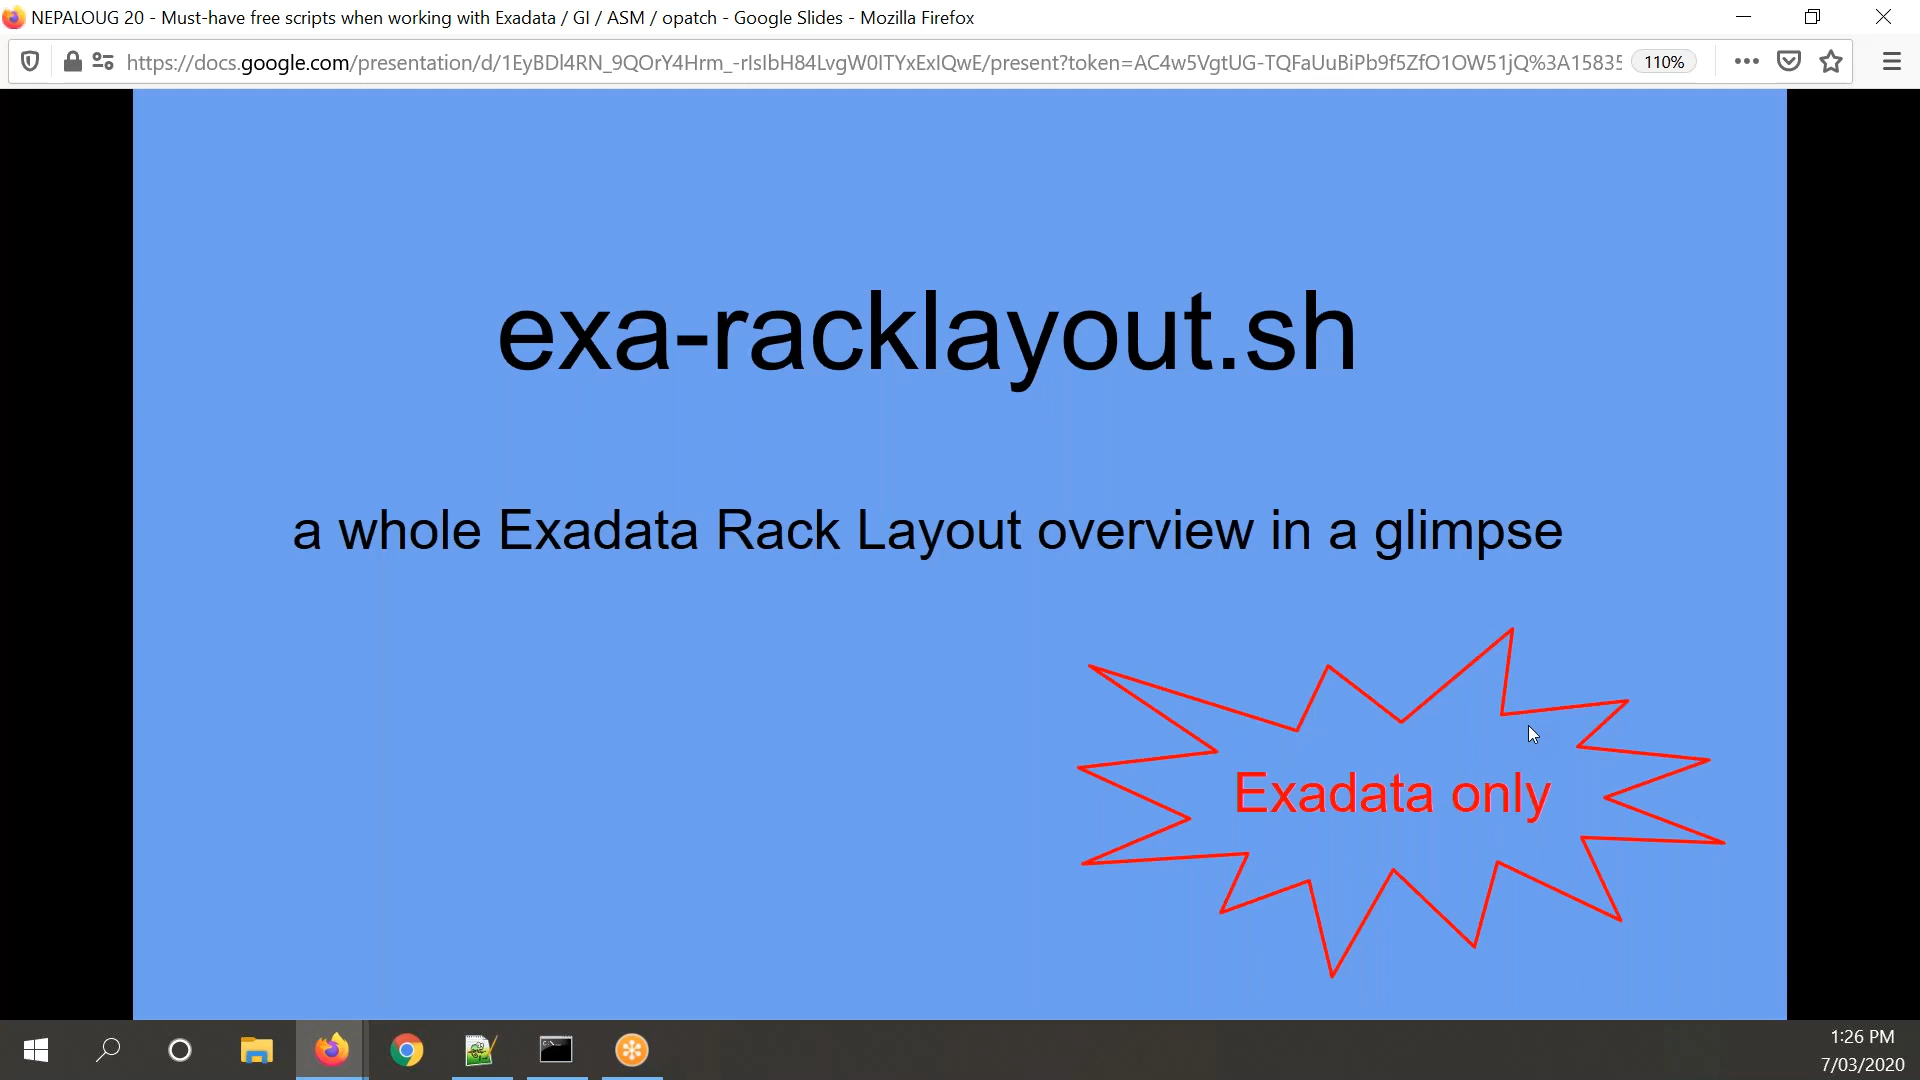 NEPALOUG 20 - Must-have free scripts when working with Exadata / GI / ASM / opatch - Google Slides - Mozilla Firefox
https://docs.google.com/presentation/d/1EyBDl4RN_9QOrY4Hrm_-rIsIbH84LvgW0ITYxExIQwE/present?token=AC4w5VgtUG-TQFaUuBiPb9f5ZfO1OW51jQ%3A15835
110%
exa-racklayout.sh
a whole Exadata Rack Layout overview in a glimpse
Exadata only
1:26 PM
7/03/2020